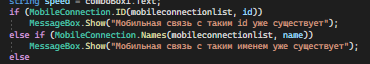 string speed = comboBox1.Text;
if (MobileConnection.ID(mobileconnectionlist, id))
MessageBox.Show("Мобильная связь с таким id уже существует");
else if (MobileConnection.Names(mobileconnectionlist, name))
MessageBox.Show("Мобильная связь с таким именем уже существует");
else